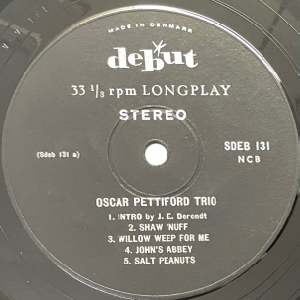 MADE IN DENMARK
debut
33 1/3 rpm LONGPLAY
STEREO
SDEB 131
(Sdeb 131 a)
NCB
OSCAR PETTIFORD TRIO
1. INTRO by J. E. Berendt
2. SHAW 'NUFF
3. WILLOW WEEP FOR ME
4. JOHN'S ABBEY
5. SALT PEANUTS